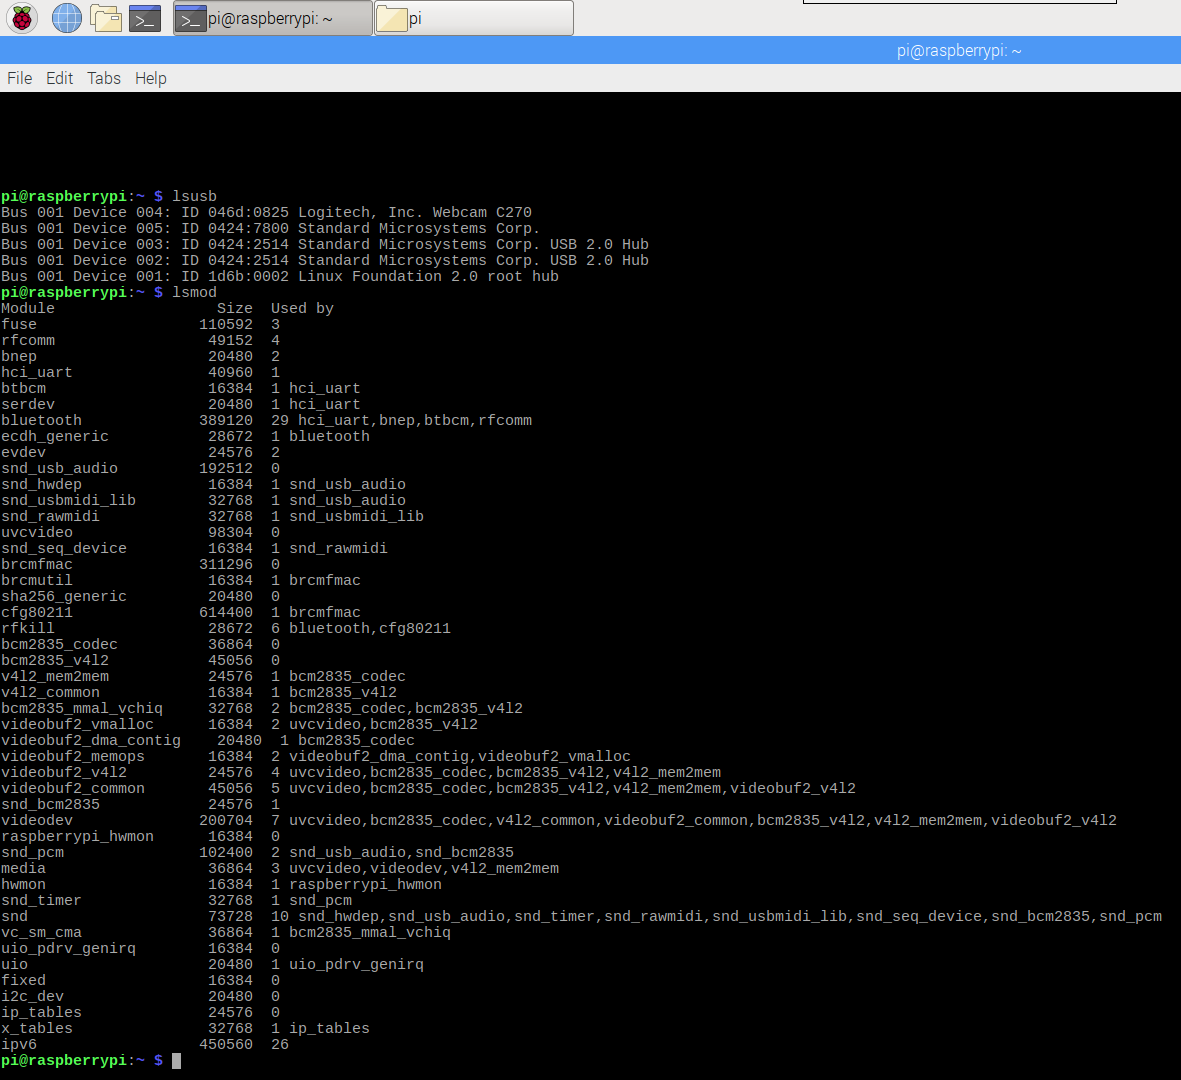 pi@raspberrypi: ~ pi
pi@raspberrypi: ~
File Edit Tabs Help
pi@raspberrypi:~ $ lsusb
Bus 001 Device 004: ID 046d:0825 Logitech, Inc. Webcam C270
Bus 001 Device 005: ID 0424:7800 Standard Microsystems Corp.
Bus 001 Device 003: ID 0424:2514 Standard Microsystems Corp. USB 2.0 Hub
Bus 001 Device 002: ID 0424:2514 Standard Microsystems Corp. USB 2.0 Hub
Bus 001 Device 001: ID 1d6b:0002 Linux Foundation 2.0 root hub
pi@raspberrypi:~ $ lsmod
Module                  Size  Used by
fuse                  110592  3
rfcomm                 49152  4
bnep                   20480  2
hci_uart               40960  1
btbcm                  16384  1 hci_uart
serdev                 20480  1 hci_uart
bluetooth             389120  29 hci_uart,bnep,btbcm,rfcomm
ecdh_generic           28672  1 bluetooth
evdev                  24576  2
snd_usb_audio         192512  0
snd_hwdep              16384  1 snd_usb_audio
snd_usbmidi_lib        32768  1 snd_usb_audio
snd_rawmidi            32768  1 snd_usbmidi_lib
uvcvideo               98304  0
snd_seq_device         16384  1 snd_rawmidi
brcmfmac              311296  0
brcmutil               16384  1 brcmfmac
sha256_generic         20480  0
cfg80211              614400  1 brcmfmac
rfkill                 28672  6 bluetooth,cfg80211
bcm2835_codec          36864  0
bcm2835_v4l2           45056  0
v4l2_mem2mem           24576  1 bcm2835_codec
v4l2_common            16384  1 bcm2835_v4l2
bcm2835_mmal_vchiq     32768  2 bcm2835_codec,bcm2835_v4l2
videobuf2_vmalloc      16384  2 uvcvideo,bcm2835_v4l2
videobuf2_dma_contig    20480  1 bcm2835_codec
videobuf2_memops       16384  2 videobuf2_dma_contig,videobuf2_vmalloc
videobuf2_v4l2         24576  4 uvcvideo,bcm2835_codec,bcm2835_v4l2,v4l2_mem2mem
videobuf2_common       45056  5 uvcvideo,bcm2835_codec,bcm2835_v4l2,v4l2_mem2mem,videobuf2_v4l2
snd_bcm2835            24576  1
videodev              200704  7 uvcvideo,bcm2835_codec,v4l2_common,videobuf2_common,bcm2835_v4l2,v4l2_mem2mem,videobuf2_v4l2
raspberrypi_hwmon      16384  0
snd_pcm               102400  2 snd_usb_audio,snd_bcm2835
media                  36864  3 uvcvideo,videodev,v4l2_mem2mem
hwmon                  16384  1 raspberrypi_hwmon
snd_timer              32768  1 snd_pcm
snd                    73728  10 snd_hwdep,snd_usb_audio,snd_timer,snd_rawmidi,snd_usbmidi_lib,snd_seq_device,snd_bcm2835,snd_pcm
vc_sm_cma              36864  1 bcm2835_mmal_vchiq
uio_pdrv_genirq        16384  0
uio                    20480  1 uio_pdrv_genirq
fixed                  16384  0
i2c_dev                20480  0
ip_tables              24576  0
x_tables               32768  1 ip_tables
ipv6                  450560  26
pi@raspberrypi:~ $